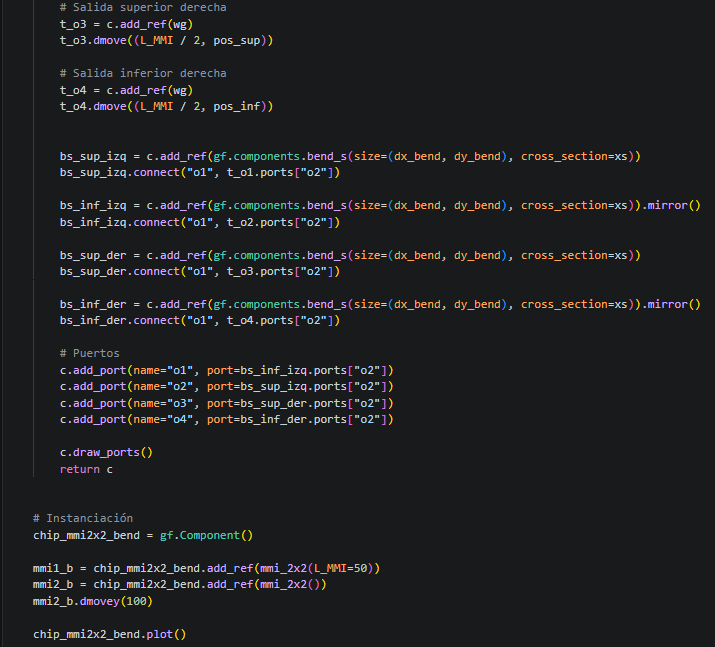 # Salida superior derecha
t_o3 = c.add_ref(wg)
t_o3.dmove((L_MMI / 2, pos_sup))
# Salida inferior derecha
t_o4 = c.add_ref(wg)
t_o4.dmove((L_MMI / 2, pos_inf))
bs_sup_izq = c.add_ref(gf.components.bend_s(size=(dx_bend, dy_bend), cross_section=xs))
bs_sup_izq.connect("o1", t_o1.ports["o2"])
bs_inf_izq = c.add_ref(gf.components.bend_s(size=(dx_bend, dy_bend), cross_section=xs)).mirror()
bs_inf_izq.connect("o1", t_o2.ports["o2"])
bs_sup_der = c.add_ref(gf.components.bend_s(size=(dx_bend, dy_bend), cross_section=xs))
bs_sup_der.connect("o1", t_o3.ports["o2"])
bs_inf_der = c.add_ref(gf.components.bend_s(size=(dx_bend, dy_bend), cross_section=xs)).mirror()
bs_inf_der.connect("o1", t_o4.ports["o2"])
# Puertos
c.add_port(name="o1", port=bs_inf_izq.ports["o2"])
c.add_port(name="o2", port=bs_sup_izq.ports["o2"])
c.add_port(name="o3", port=bs_sup_der.ports["o2"])
c.add_port(name="o4", port=bs_inf_der.ports["o2"])
c.draw_ports()
return c
# Instanciación
chip_mmi2x2_bend = gf.Component()
mmi1_b = chip_mmi2x2_bend.add_ref(mmi_2x2(L_MMI=50))
mmi2_b = chip_mmi2x2_bend.add_ref(mmi_2x2())
mmi2_b.dmovey(100)
chip_mmi2x2_bend.plot()